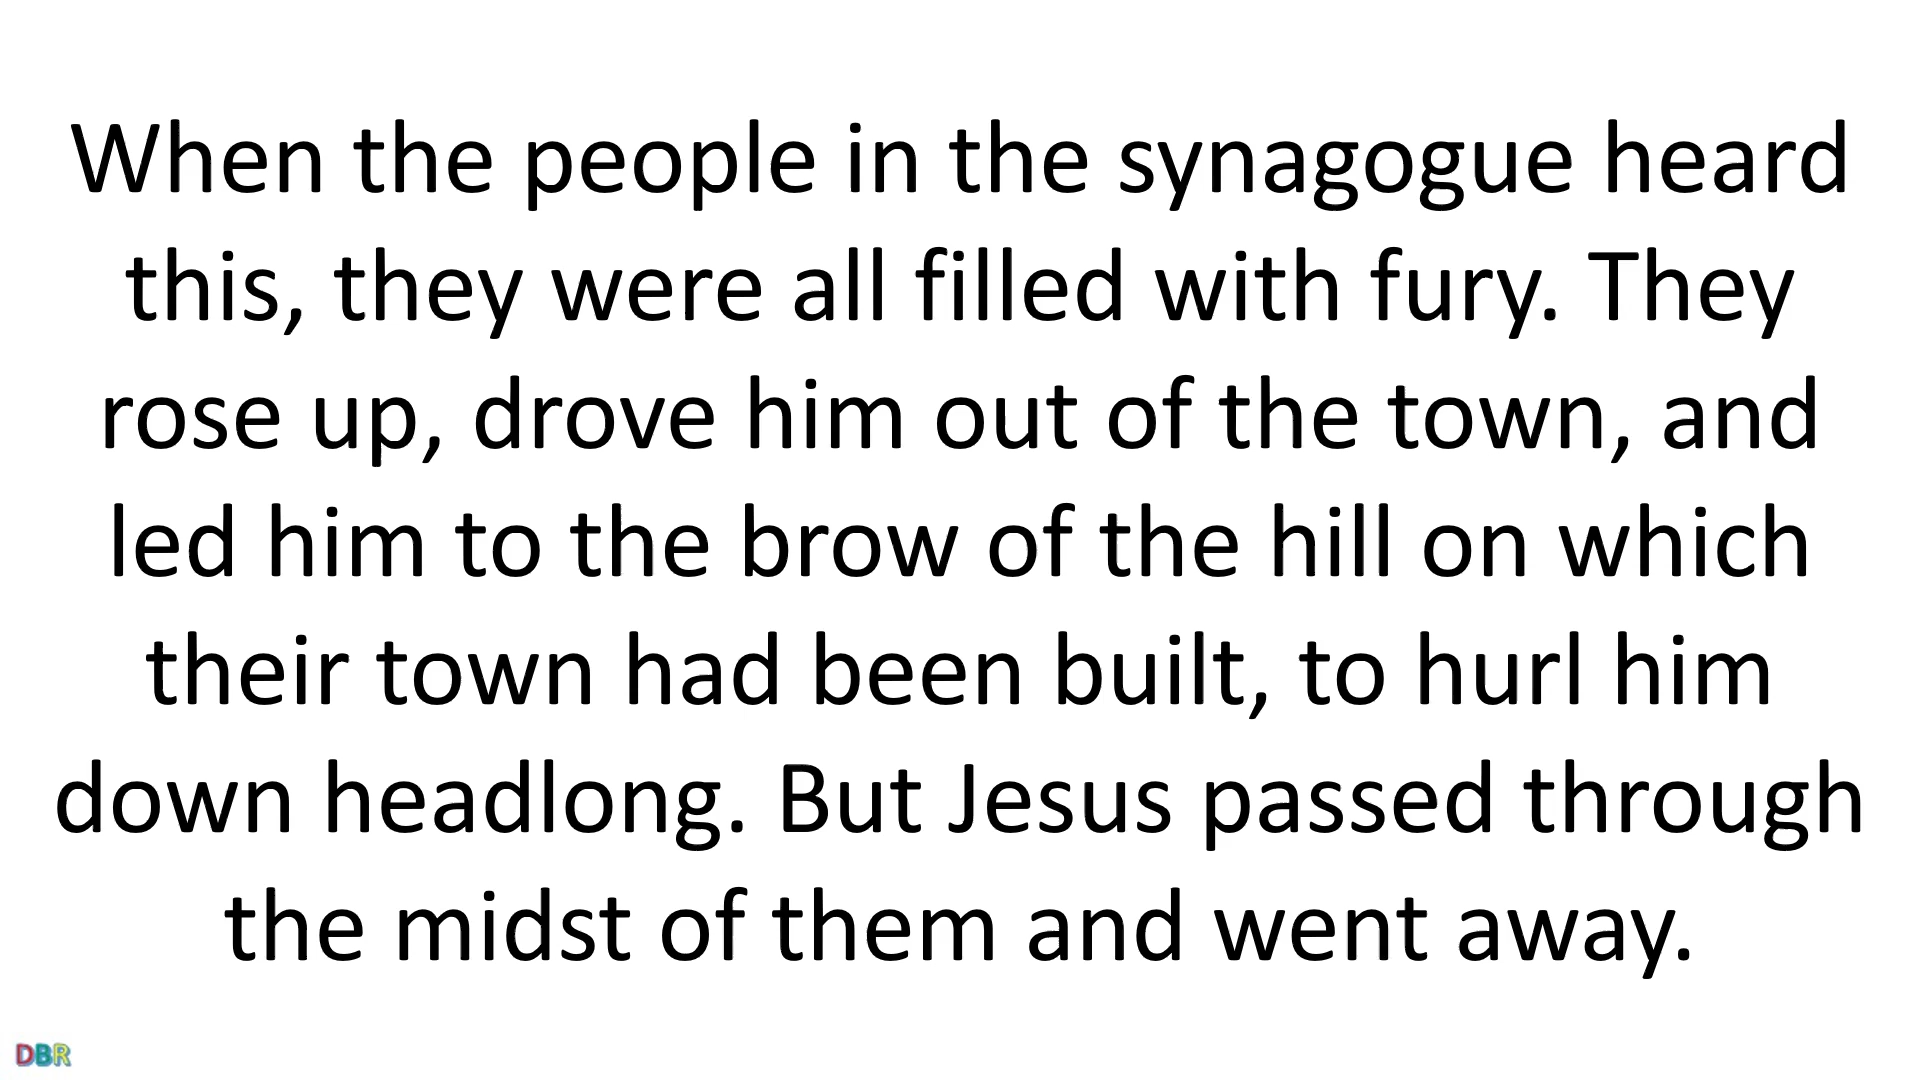 When the people in the synagogue heard
this, they were all filled with fury. They
rose up, drove him out of the town, and
led him to the brow of the hill on which
their town had been built, to hurl him
down headlong. But Jesus passed through
the midst of them and went away.
DBR